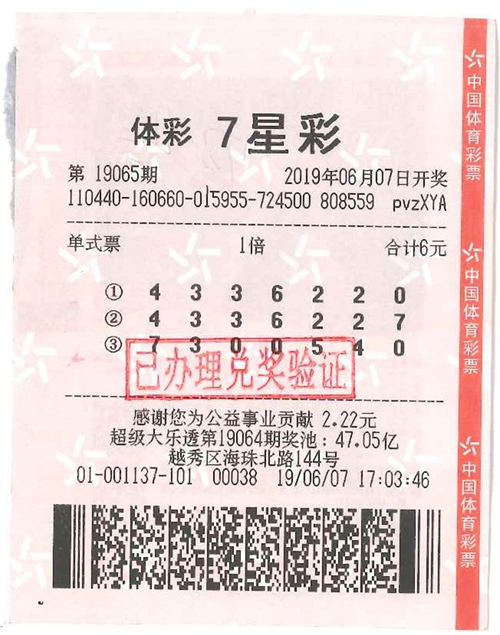 体彩 7星彩
第 19065期 2019年06月07日开奖
110440-160660-015955-724500 808559 pvzXYA
单式票 1倍 合计6元
① 4 3 3 6 2 2 0
② 4 3 3 6 2 2 7
③ 7 3 0 0 5 4 0
已办理兑奖验证
感谢您为公益事业贡献 2.22元
超级大乐透第19064期奖池：47.05亿
越秀区海珠北路144号
01-001137-101 00038 19/06/07 17:03:46
中国体育彩票
中国体育彩票
中国体育彩票